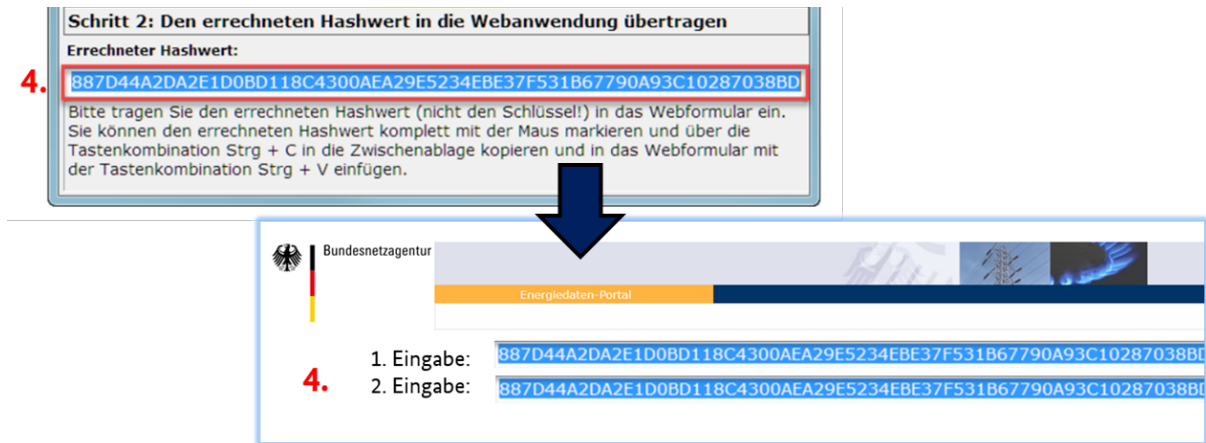 Schritt 2: Den errechneten Hashwert in die Webanwendung übertragen
Errechneter Hashwert:
4.
887D44A2DA2E1D0BD118C4300AEA29E5234EBE37F531B67790A93C10287038BD
Bitte tragen Sie den errechneten Hashwert (nicht den Schlüssel!) in das Webformular ein.
Sie können den errechneten Hashwert komplett mit der Maus markieren und über die
Tastenkombination Strg + C in die Zwischenablage kopieren und in das Webformular mit
der Tastenkombination Strg + V einfügen.
Bundesnetzagentur
Energiedaten-Portal
1. Eingabe: 887D44A2DA2E1D0BD118C4300AEA29E5234EBE37F531B67790A93C10287038BD
4.
2. Eingabe: 887D44A2DA2E1D0BD118C4300AEA29E5234EBE37F531B67790A93C10287038BD